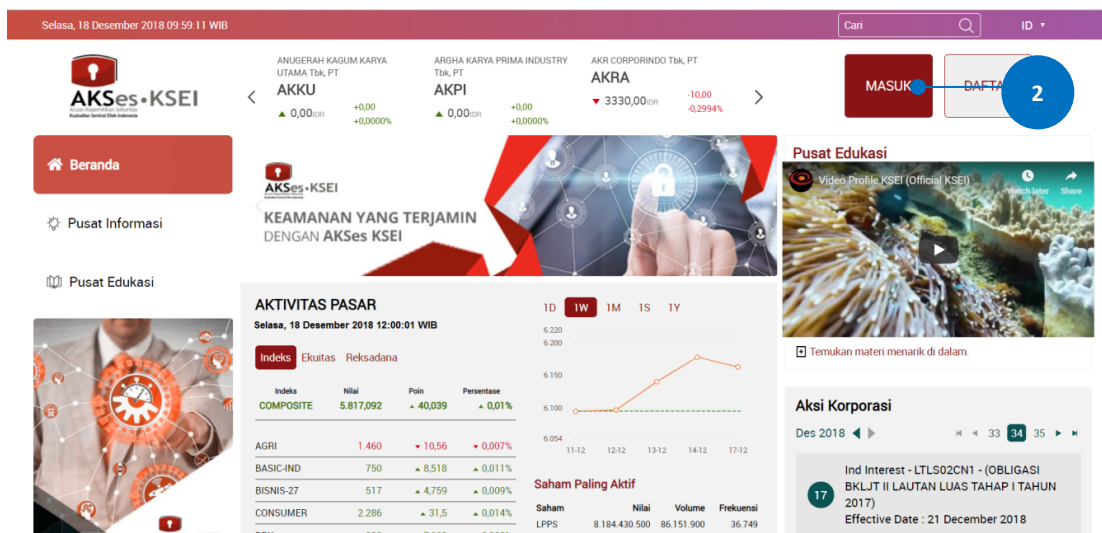 Selasa, 18 Desember 2018 09:59:11 WIB
Cari
ID
AKSes•KSEI
Acuan Kepemilikan Sekuritas
Kustodian Sentral Efek Indonesia
ANUGERAH KAGUM KARYA
UTAMA Tbk, PT
AKKU
▲ 0,00IDR
+0,00
+0,0000%
ARGHA KARYA PRIMA INDUSTRY
Tbk, PT
AKPI
▲ 0,00IDR
+0,00
+0,0000%
AKR CORPORINDO Tbk, PT
AKRA
▼ 3330,00IDR
-10,00
-0,2994%
MASUK
DAFTA
2
Beranda
Pusat Informasi
Pusat Edukasi
AKSes•KSEI
KEAMANAN YANG TERJAMIN
DENGAN AKSes KSEI
Pusat Edukasi
Video Profile KSEI (Official KSEI)
Watch later
Share
Temukan materi menarik di dalam.
AKTIVITAS PASAR
Selasa, 18 Desember 2018 12:00:01 WIB
Indeks Ekuitas Reksadana
Indeks Nilai Poin Persentase
COMPOSITE 5.817,092 ▲ 40,039 ▲ 0,01%
AGRI 1.460 ▼ 10,56 ▼ 0,007%
BASIC-IND 750 ▲ 8,518 ▲ 0,011%
BISNIS-27 517 ▲ 4,759 ▲ 0,009%
CONSUMER 2.286 ▲ 31,5 ▲ 0,014%
1D 1W 1M 1S 1Y
6.220
6.200
6.150
6.100
6.054
11-12 12-12 13-12 14-12 17-12
Saham Paling Aktif
Saham Nilai Volume Frekuensi
LPPS 8.184.430.500 86.151.900 36.749
Aksi Korporasi
Des 2018
33 34 35
17
Ind Interest - LTLS02CN1 - (OBLIGASI
BKLJT II LAUTAN LUAS TAHAP I TAHUN
2017)
Effective Date : 21 December 2018